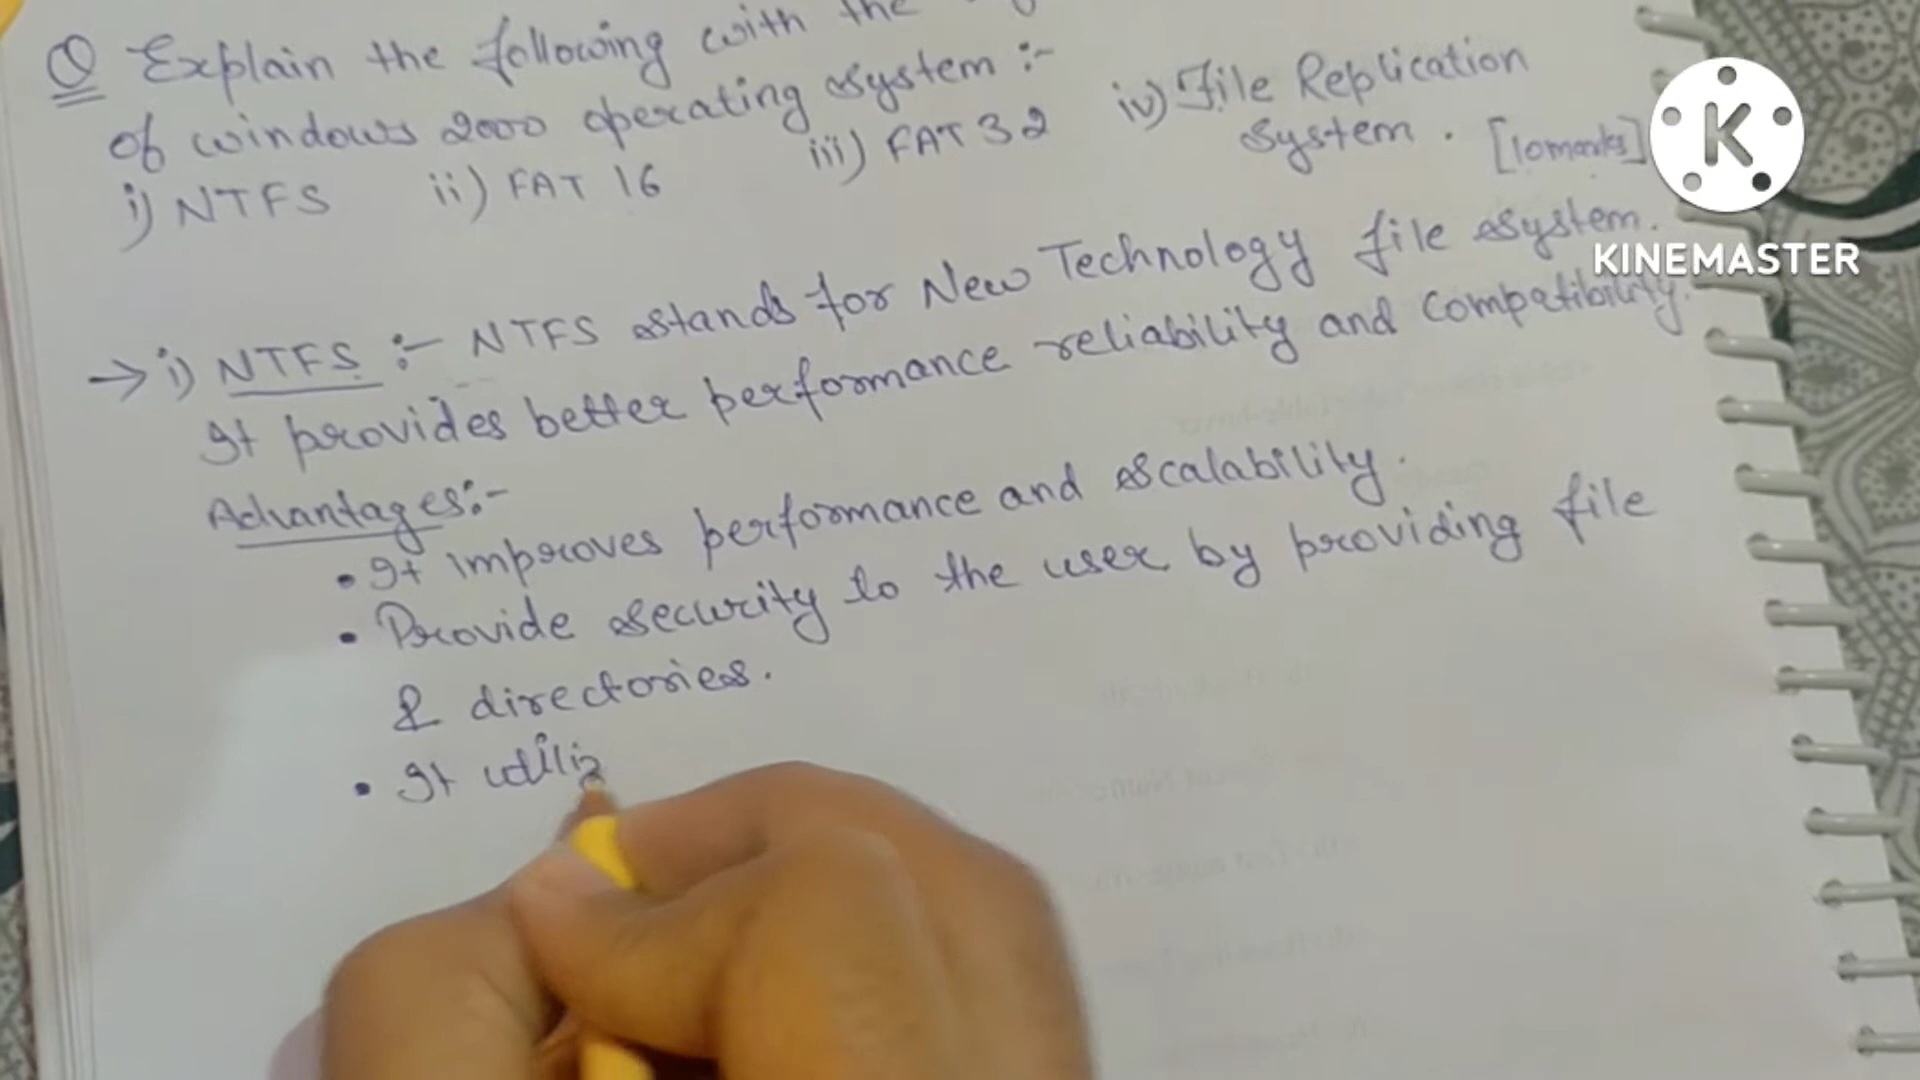 Q Explain the following with the
of windows 2000 operating system :-
i) NTFS ii) FAT 16 iii) FAT 32 iv) File Replication
system. [10marks]
→ i) NTFS :- NTFS stands for New Technology file system.
It provides better performance reliability and compatibility.
Advantages:-
• It improves performance and scalability.
• Provide security to the user by providing file
& directories.
• It utiliz
K
KINEMASTER